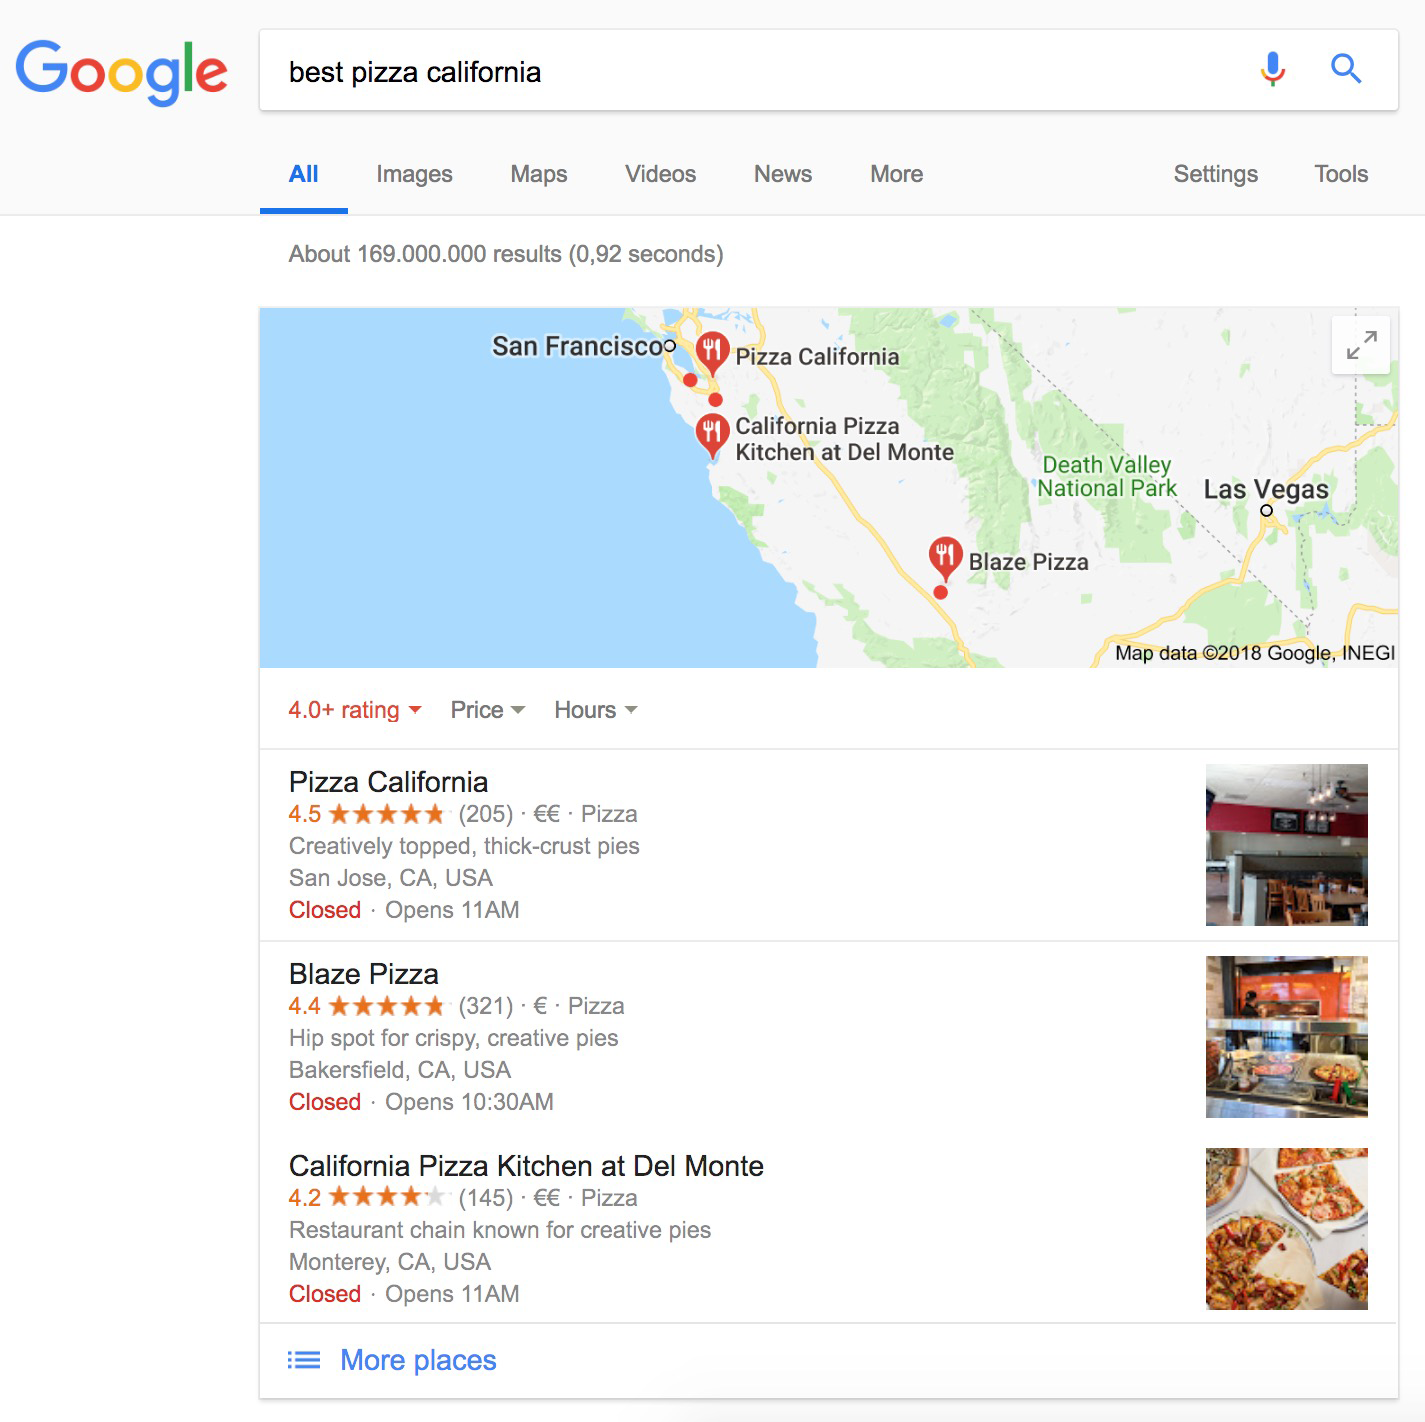 Google
best pizza california
All Images Maps Videos News More Settings Tools
About 169.000.000 results (0,92 seconds)
San Francisco
Pizza California
California Pizza
Kitchen at Del Monte
Death Valley
National Park
Las Vegas
Blaze Pizza
Map data ©2018 Google, INEGI
4.0+ rating Price Hours
Pizza California
4.5 (205) · €€ · Pizza
Creatively topped, thick-crust pies
San Jose, CA, USA
Closed · Opens 11AM
Blaze Pizza
4.4 (321) · € · Pizza
Hip spot for crispy, creative pies
Bakersfield, CA, USA
Closed · Opens 10:30AM
California Pizza Kitchen at Del Monte
4.2 (145) · €€ · Pizza
Restaurant chain known for creative pies
Monterey, CA, USA
Closed · Opens 11AM
More places